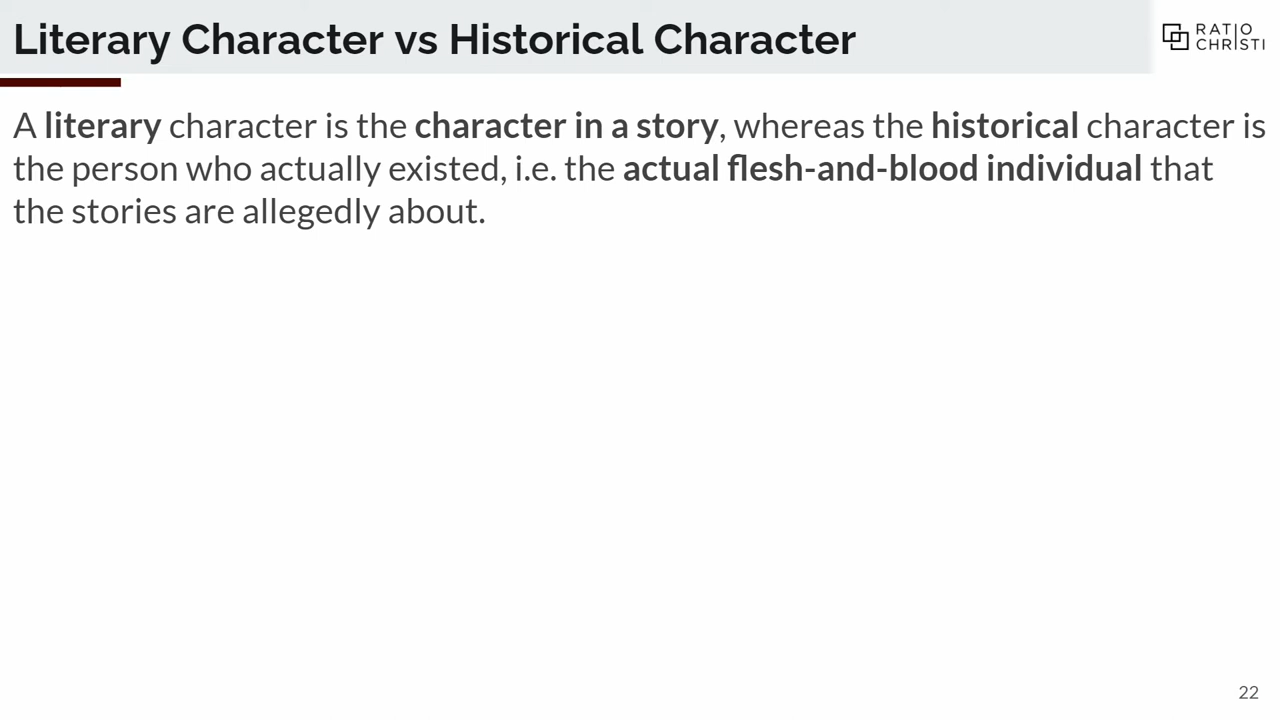 Literary Character vs Historical Character
RATIO
CHRISTI
A literary character is the character in a story, whereas the historical character is
the person who actually existed, i.e. the actual flesh-and-blood individual that
the stories are allegedly about.
22